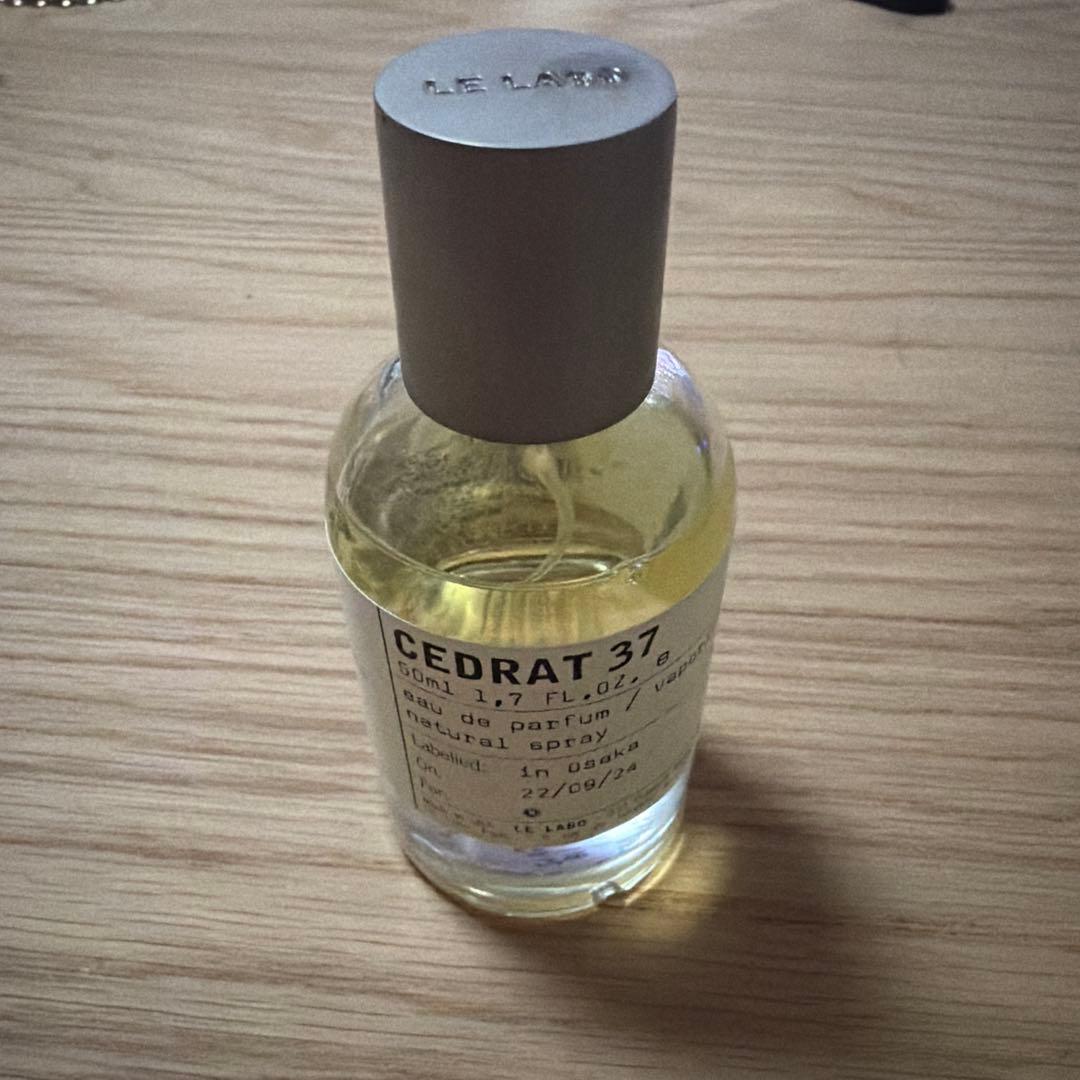 LE LABO
CEDRAT 37
50ml 1,7 FL.OZ. e
eau de parfum /
natural spray
Labelled: in Osaka
On: 22/09/24
For:
LE LABO